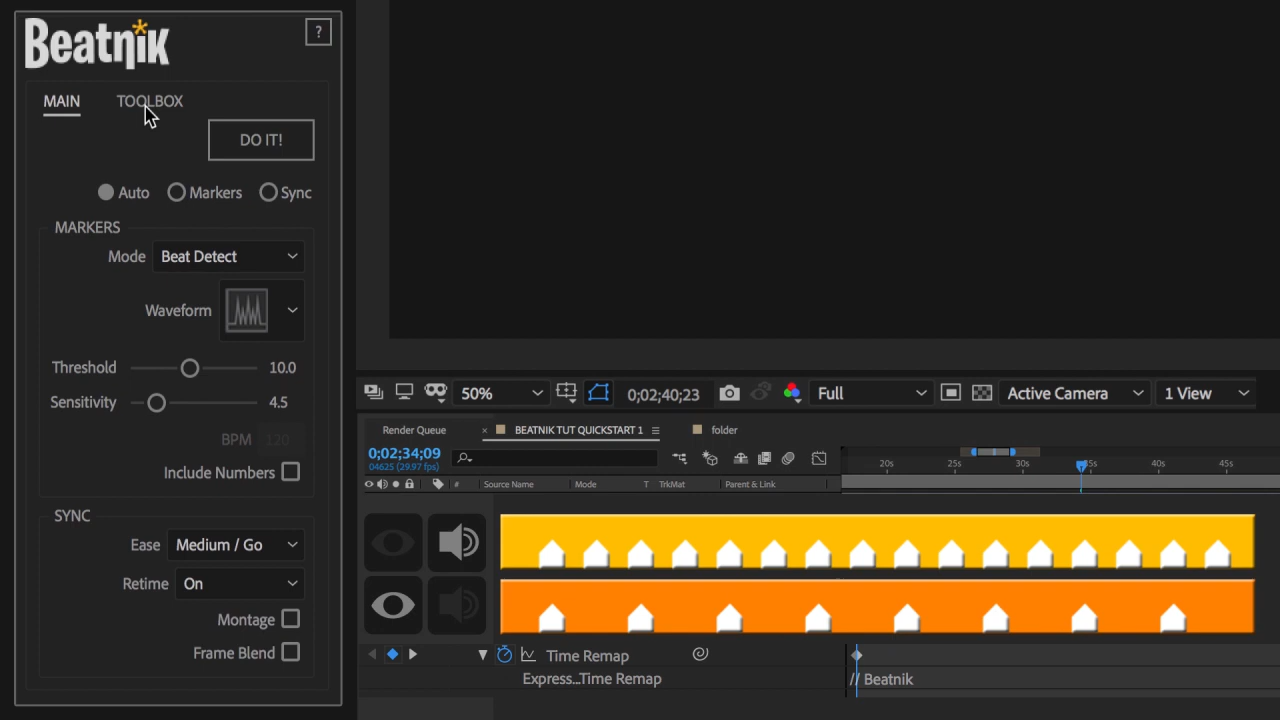 Beatnik
?
MAIN TOOLBOX
DO IT!
Auto Markers Sync
MARKERS
Mode Beat Detect
Waveform
Threshold 10.0
Sensitivity 4.5
BPM 120
Include Numbers
SYNC
Ease Medium / Go
Retime On
Montage
Frame Blend
50% 0;02;40;23 Full Active Camera 1 View
Render Queue × BEATNIK TUT QUICKSTART 1 folder
0;02;34;09
04625 (29.97 fps)
20s 25s 30s 35s 40s 45s
# Source Name Mode T TrkMat Parent & Link
Time Remap
Express...Time Remap // Beatnik